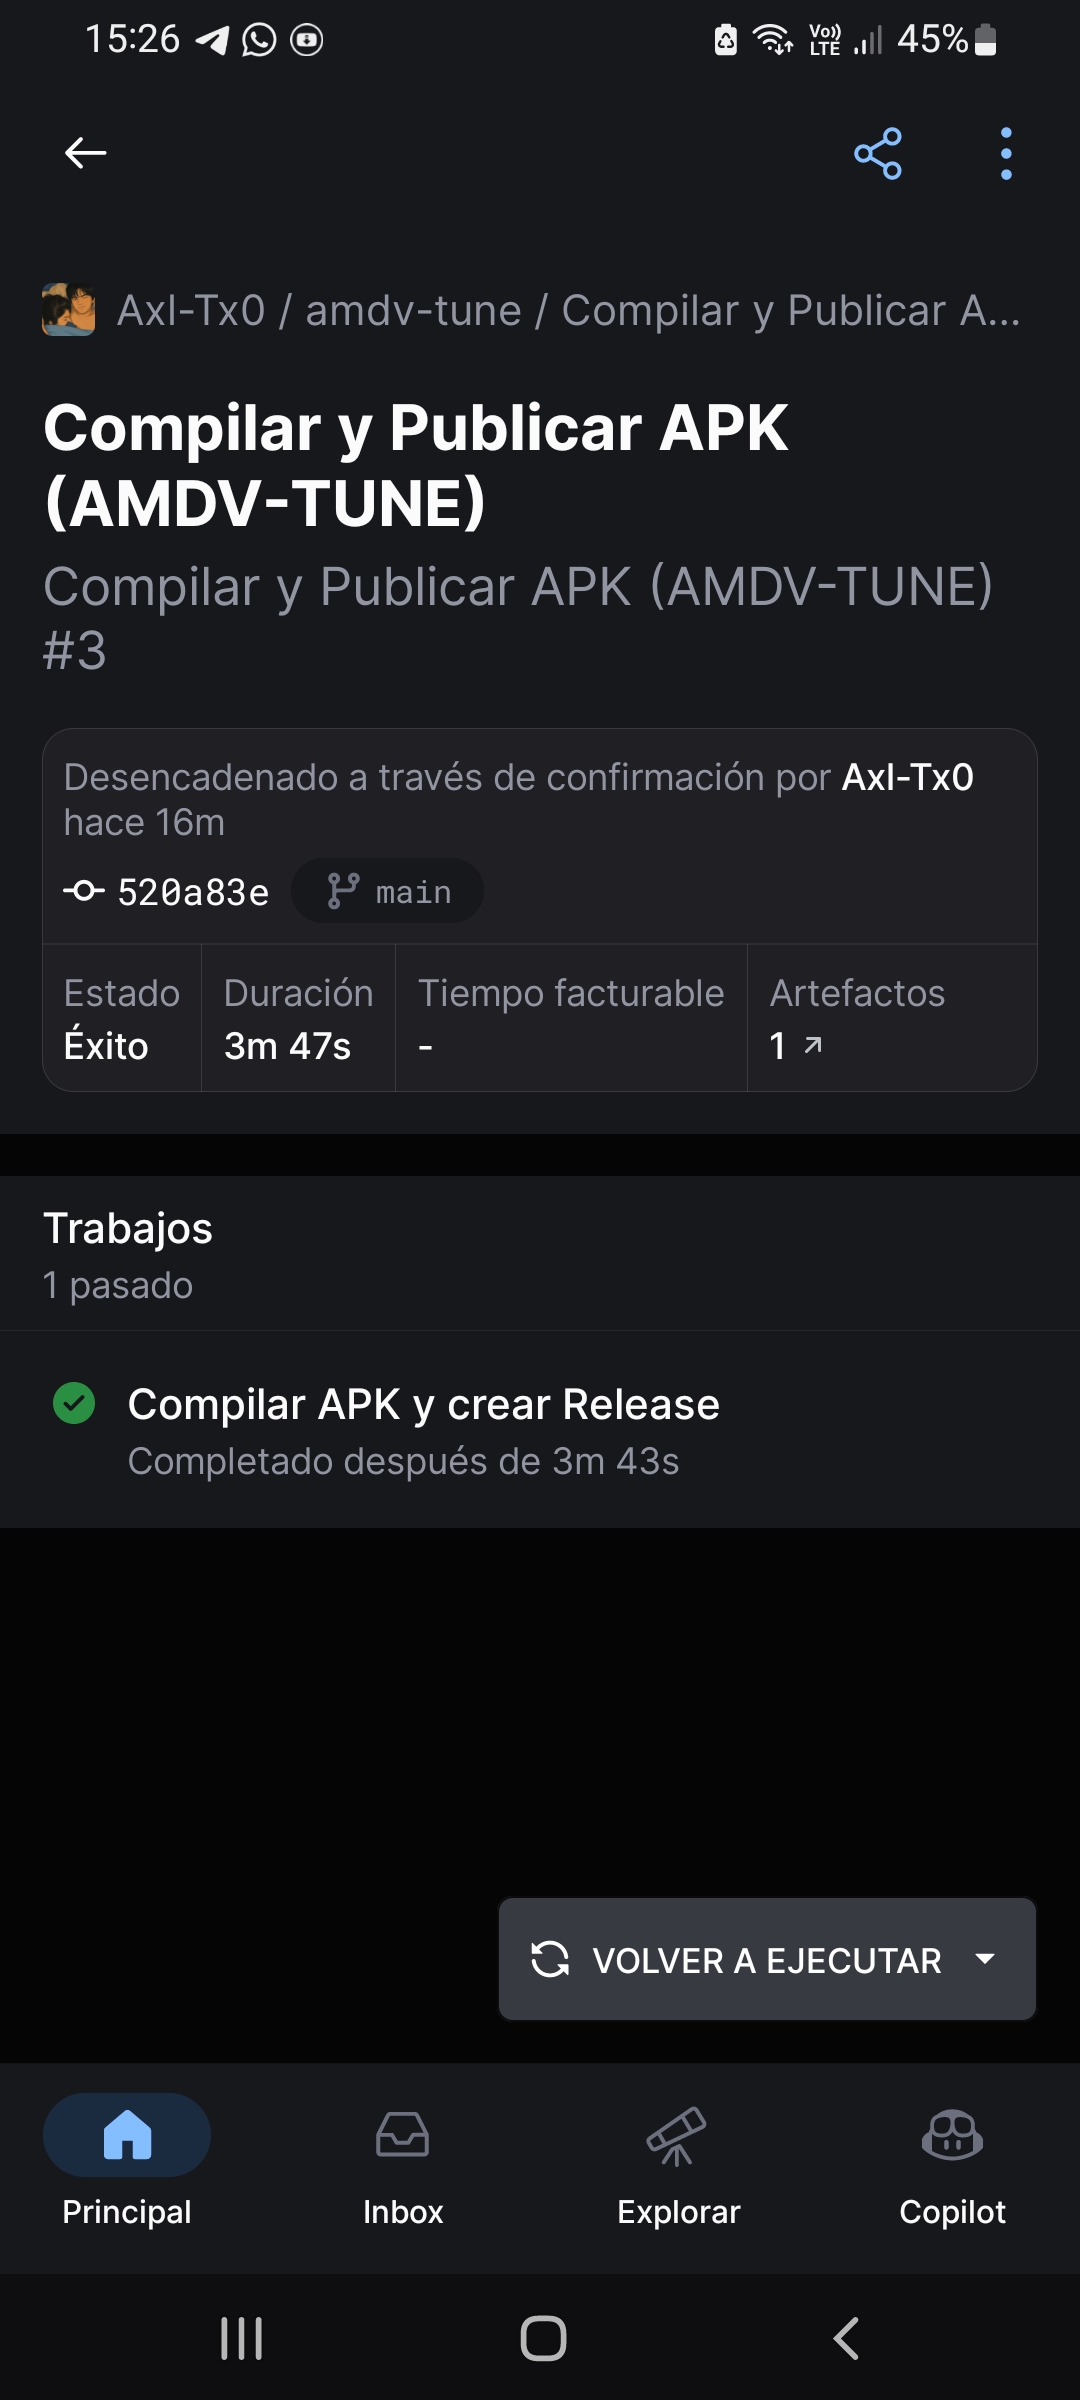 15:26
Vo)) LTE
45%
Axl-Tx0 / amdv-tune / Compilar y Publicar A...
Compilar y Publicar APK
(AMDV-TUNE)
Compilar y Publicar APK (AMDV-TUNE)
#3
Desencadenado a través de confirmación por Axl-Tx0
hace 16m
520a83e main
Estado Duración Tiempo facturable Artefactos
Éxito 3m 47s - 1
Trabajos
1 pasado
Compilar APK y crear Release
Completado después de 3m 43s
VOLVER A EJECUTAR
Principal Inbox Explorar Copilot